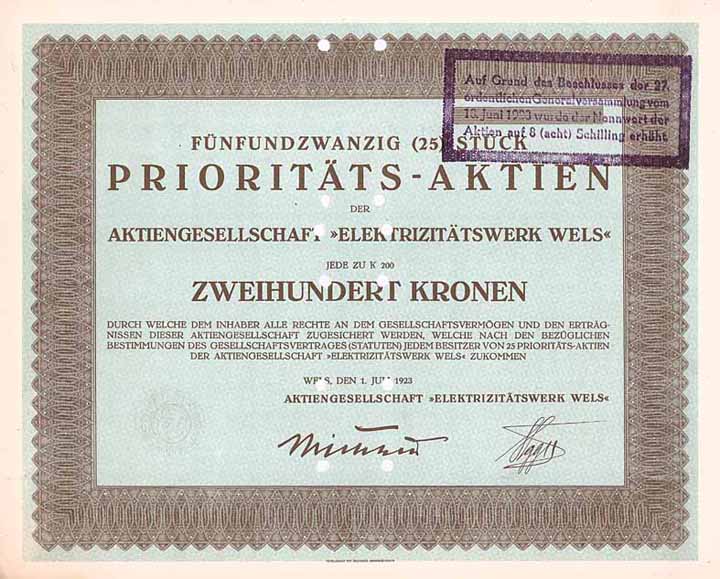 Auf Grund des Beschlusses der 27.
ordentlichen Generalversammlung vom
wurde der Nennwert der
Aktien auf 8 (acht) Schilling erhöht
FÜNFUNDZWANZIG (25) STÜCK
PRIORITÄTS-AKTIEN
DER
AKTIENGESELLSCHAFT »ELEKTRIZITÄTSWERK WELS«
JEDE ZU K 200
ZWEIHUNDERT KRONEN
DURCH WELCHE DEM INHABER ALLE RECHTE AN DEM GESELLSCHAFTSVERMÖGEN UND DEN ERTRÄG-
NISSEN DIESER AKTIENGESELLSCHAFT ZUGESICHERT WERDEN, WELCHE NACH DEN BEZÜGLICHEN
BESTIMMUNGEN DES GESELLSCHAFTSVERTRAGES (STATUTEN) JEDEM BESITZER VON 25 PRIORITÄTS-AKTIEN
DER AKTIENGESELLSCHAFT »ELEKTRIZITÄTSWERK WELS« ZUKOMMEN
WELS, DEN 1. JULI 1923
AKTIENGESELLSCHAFT »ELEKTRIZITÄTSWERK WELS«